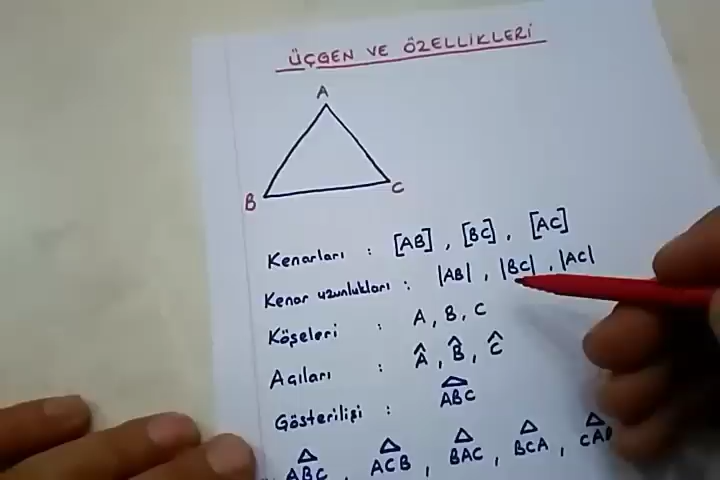 ÜÇGEN VE ÖZELLİKLERİ
A
B C
Kenarları : [AB] , [BC] , [AC]
Kenar uzunlukları : |AB| , |BC| , |AC|
Köşeleri : A, B, C
Açıları : Â , B̂ , Ĉ
Gösterilişi : ABC
ABC , ACB , BAC , BCA ,